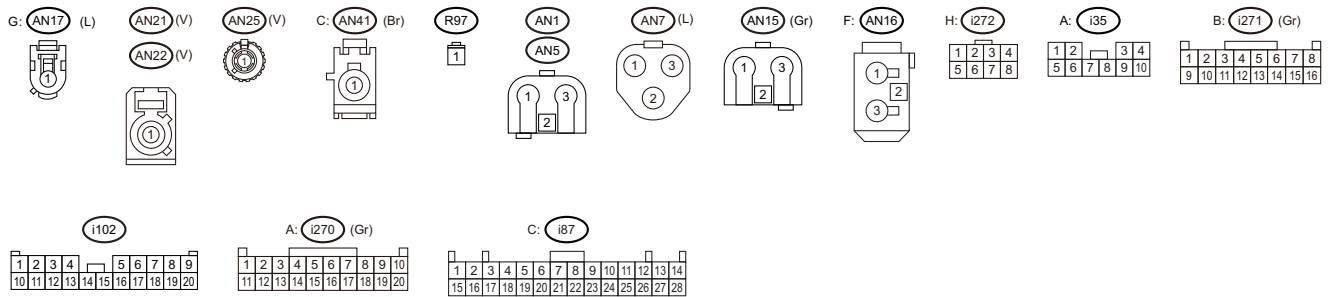 G: AN17 (L)
1
AN21 (V)
AN22 (V)
1
AN25 (V)
1
C: AN41 (Br)
1
R97
1
AN1
AN5
1 3
2
AN7 (L)
1 3
2
AN15 (Gr)
1 3
2
F: AN16
1
2
3
H: i272
1 2 3 4
5 6 7 8
A: i35
1 2 3 4
5 6 7 8 9 10
B: i271 (Gr)
1 2 3 4 5 6 7 8
9 10 11 12 13 14 15 16
i102
1 2 3 4 5 6 7 8 9
10 11 12 13 14 15 16 17 18 19 20
A: i270 (Gr)
1 2 3 4 5 6 7 8 9 10
11 12 13 14 15 16 17 18 19 20
C: i87
1 2 3 4 5 6 7 8 9 10 11 12 13 14
15 16 17 18 19 20 21 22 23 24 25 26 27 28